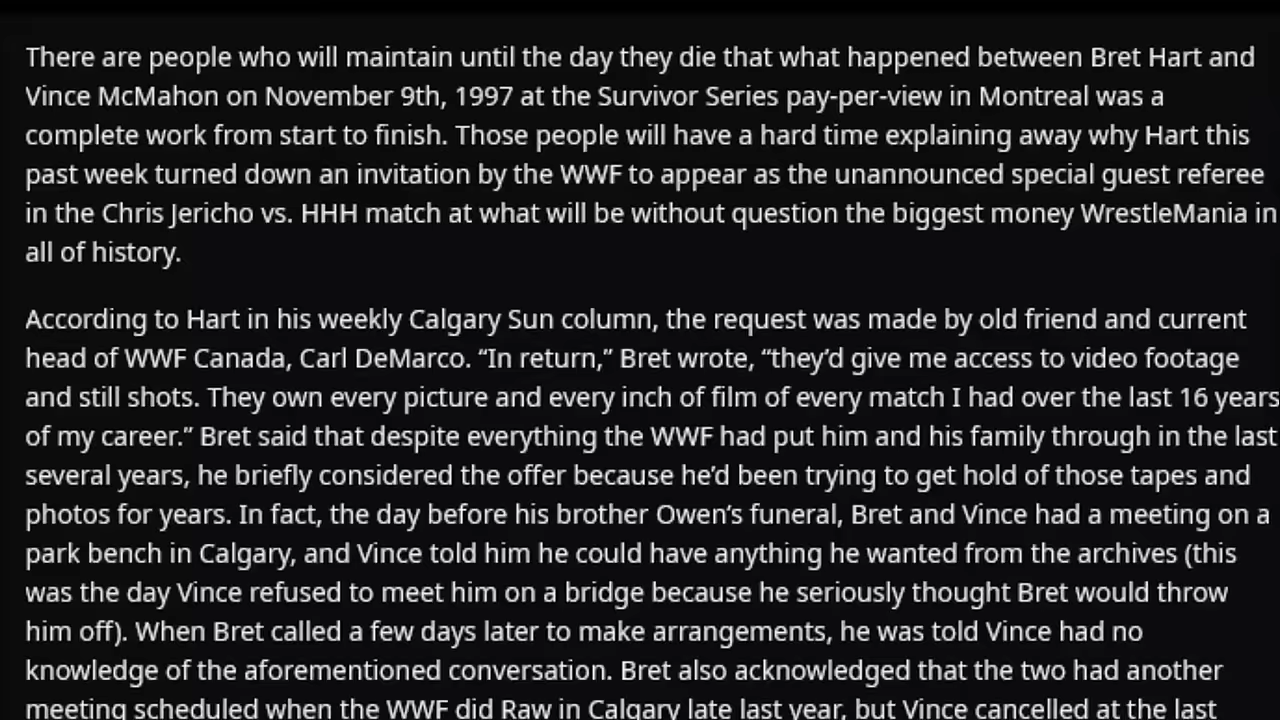 There are people who will maintain until the day they die that what happened between Bret Hart and
Vince McMahon on November 9th, 1997 at the Survivor Series pay-per-view in Montreal was a
complete work from start to finish. Those people will have a hard time explaining away why Hart this
past week turned down an invitation by the WWF to appear as the unannounced special guest referee
in the Chris Jericho vs. HHH match at what will be without question the biggest money WrestleMania in
all of history.
According to Hart in his weekly Calgary Sun column, the request was made by old friend and current
head of WWF Canada, Carl DeMarco. “In return,” Bret wrote, “they’d give me access to video footage
and still shots. They own every picture and every inch of film of every match I had over the last 16 years
of my career.” Bret said that despite everything the WWF had put him and his family through in the last
several years, he briefly considered the offer because he’d been trying to get hold of those tapes and
photos for years. In fact, the day before his brother Owen’s funeral, Bret and Vince had a meeting on a
park bench in Calgary, and Vince told him he could have anything he wanted from the archives (this
was the day Vince refused to meet him on a bridge because he seriously thought Bret would throw
him off). When Bret called a few days later to make arrangements, he was told Vince had no
knowledge of the aforementioned conversation. Bret also acknowledged that the two had another
meeting scheduled when the WWF did Raw in Calgary late last year, but Vince cancelled at the last